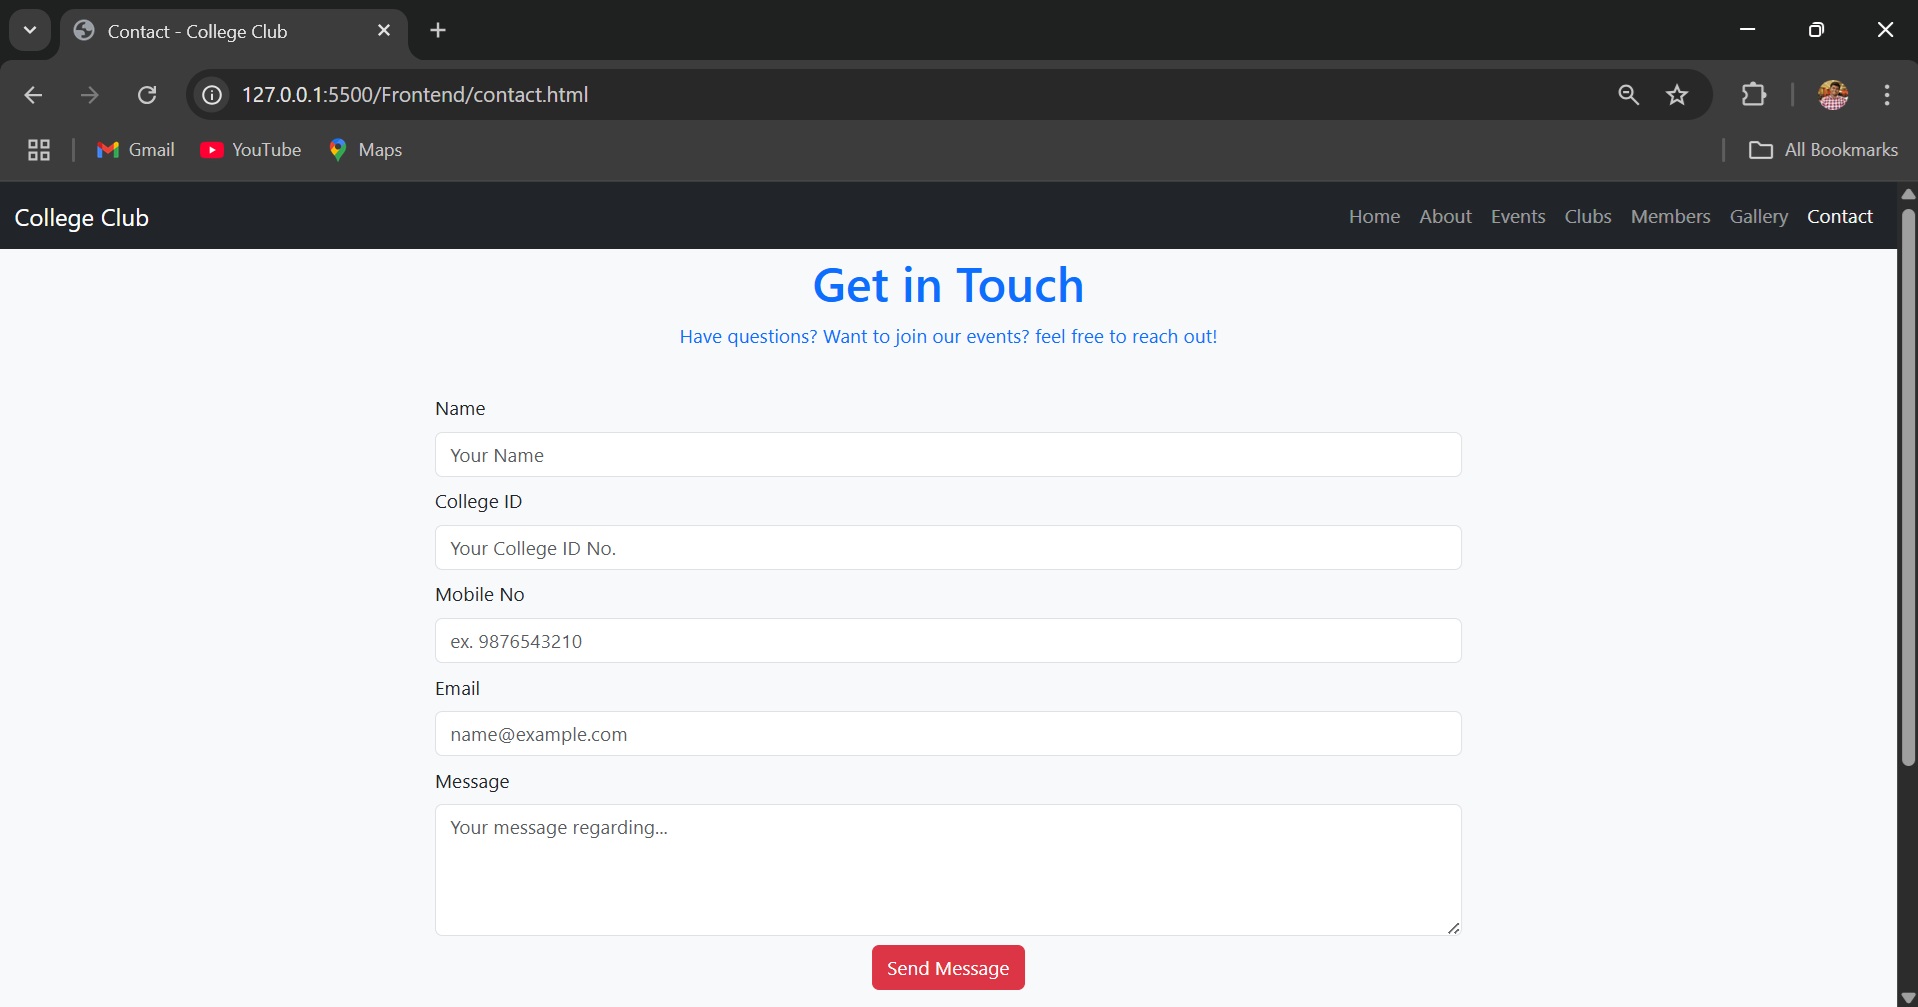 Contact - College Club
127.0.0.1:5500/Frontend/contact.html
Gmail YouTube Maps All Bookmarks
College Club Home About Events Clubs Members Gallery Contact
Get in Touch
Have questions? Want to join our events? feel free to reach out!
Name
Your Name
College ID
Your College ID No.
Mobile No
ex. 9876543210
Email
name@example.com
Message
Your message regarding...
Send Message